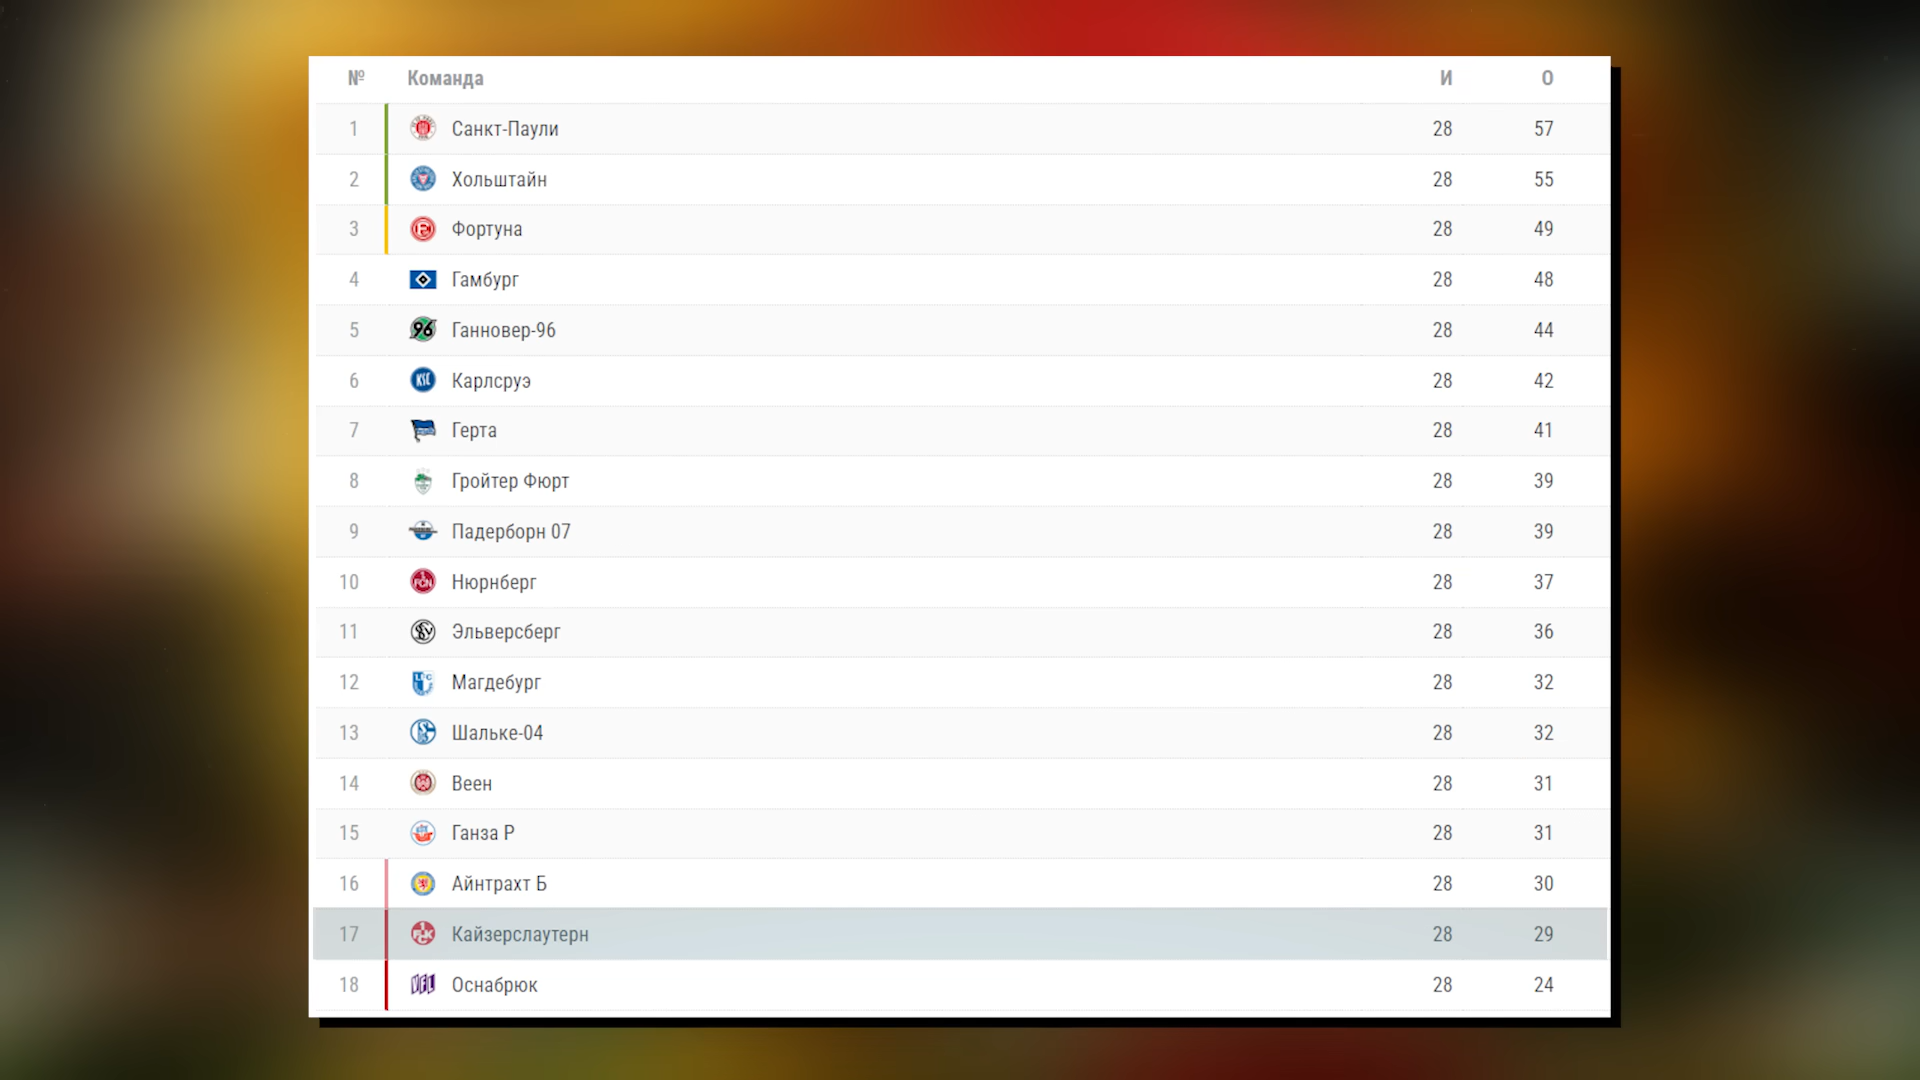 № Команда И О
1 Санкт-Паули 28 57
2 Хольштайн 28 55
3 Фортуна 28 49
4 Гамбург 28 48
5 96 Ганновер-96 28 44
6 KSC Карлсруэ 28 42
7 Герта 28 41
8 Гройтер Фюрт 28 39
9 Падерборн 07 28 39
10 FCN Нюрнберг 28 37
11 Эльверсберг 28 36
12 Магдебург 28 32
13 Шальке-04 28 32
14 Веен 28 31
15 Ганза Р 28 31
16 Айнтрахт Б 28 30
17 Кайзерслаутерн 28 29
18 VFL Оснабрюк 28 24